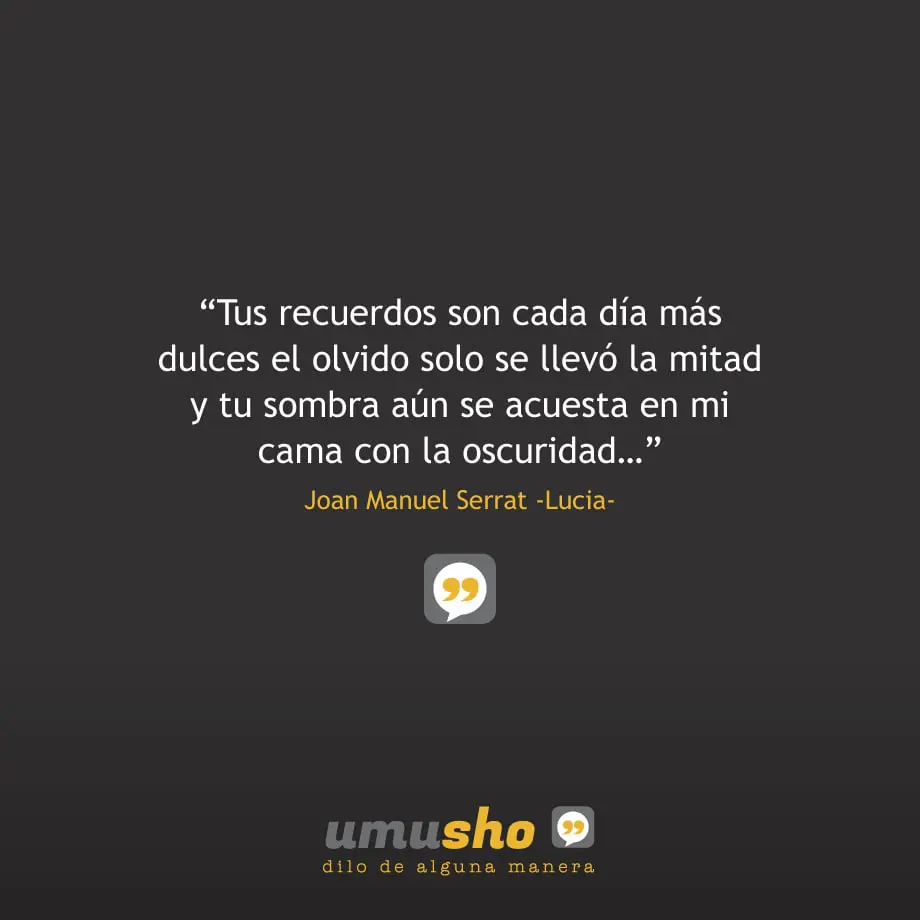 “Tus recuerdos son cada día más
dulces el olvido solo se llevó la mitad
y tu sombra aún se acuesta en mi
cama con la oscuridad…”
Joan Manuel Serrat -Lucia-
umusho
dilo de alguna manera